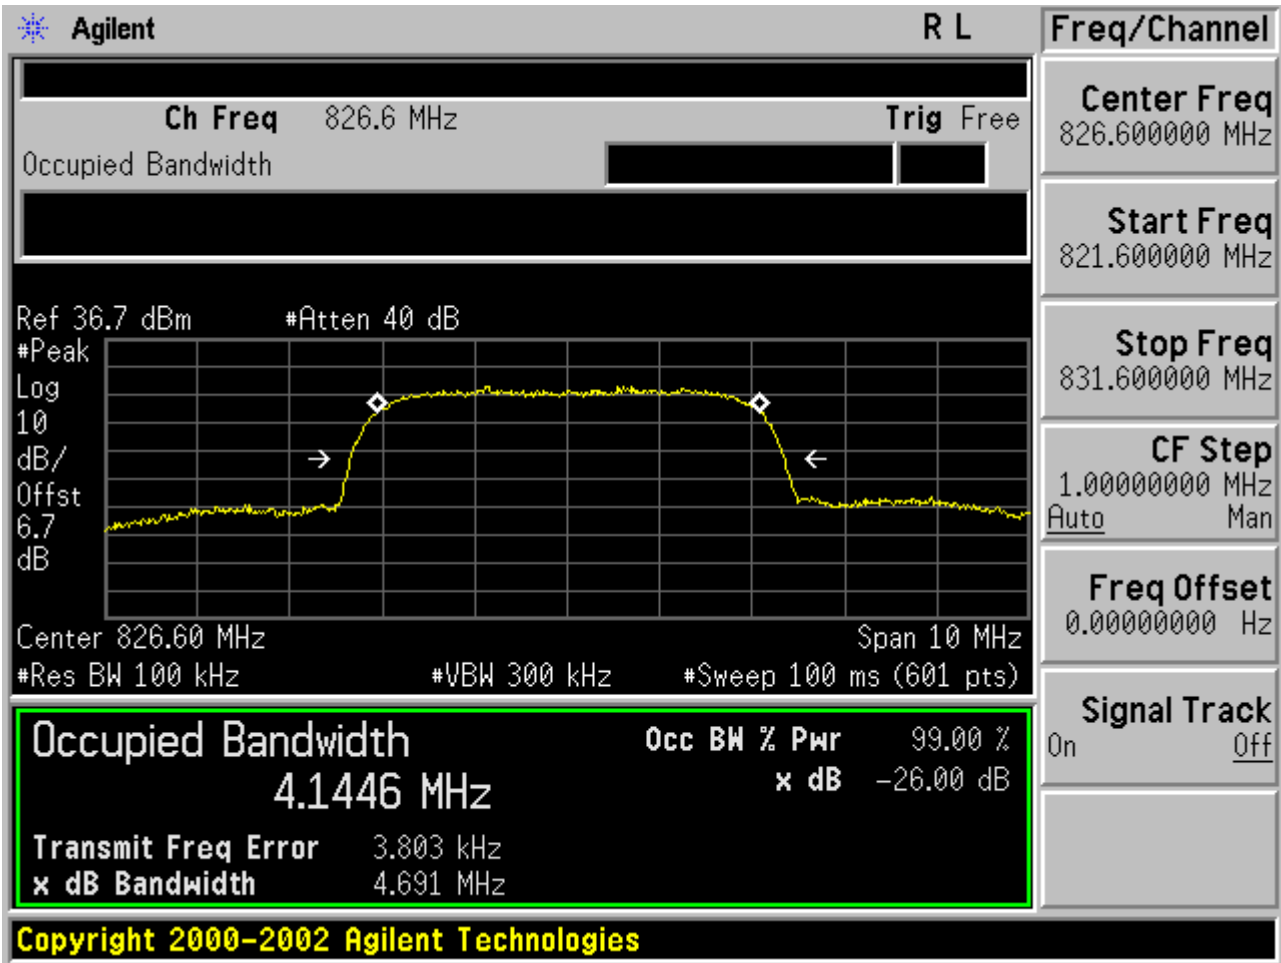 Agilent R L
Ch Freq 826.6 MHz Trig Free
Occupied Bandwidth
Ref 36.7 dBm #Atten 40 dB
#Peak
Log
10
dB/
Offst
6.7
dB
Center 826.60 MHz Span 10 MHz
#Res BW 100 kHz #VBW 300 kHz #Sweep 100 ms (601 pts)
Occupied Bandwidth
4.1446 MHz
Occ BW % Pwr 99.00 %
x dB -26.00 dB
Transmit Freq Error 3.803 kHz
x dB Bandwidth 4.691 MHz
Copyright 2000-2002 Agilent Technologies
Freq/Channel
Center Freq
826.600000 MHz
Start Freq
821.600000 MHz
Stop Freq
831.600000 MHz
CF Step
1.00000000 MHz
Auto Man
Freq Offset
0.00000000 Hz
Signal Track
On Off